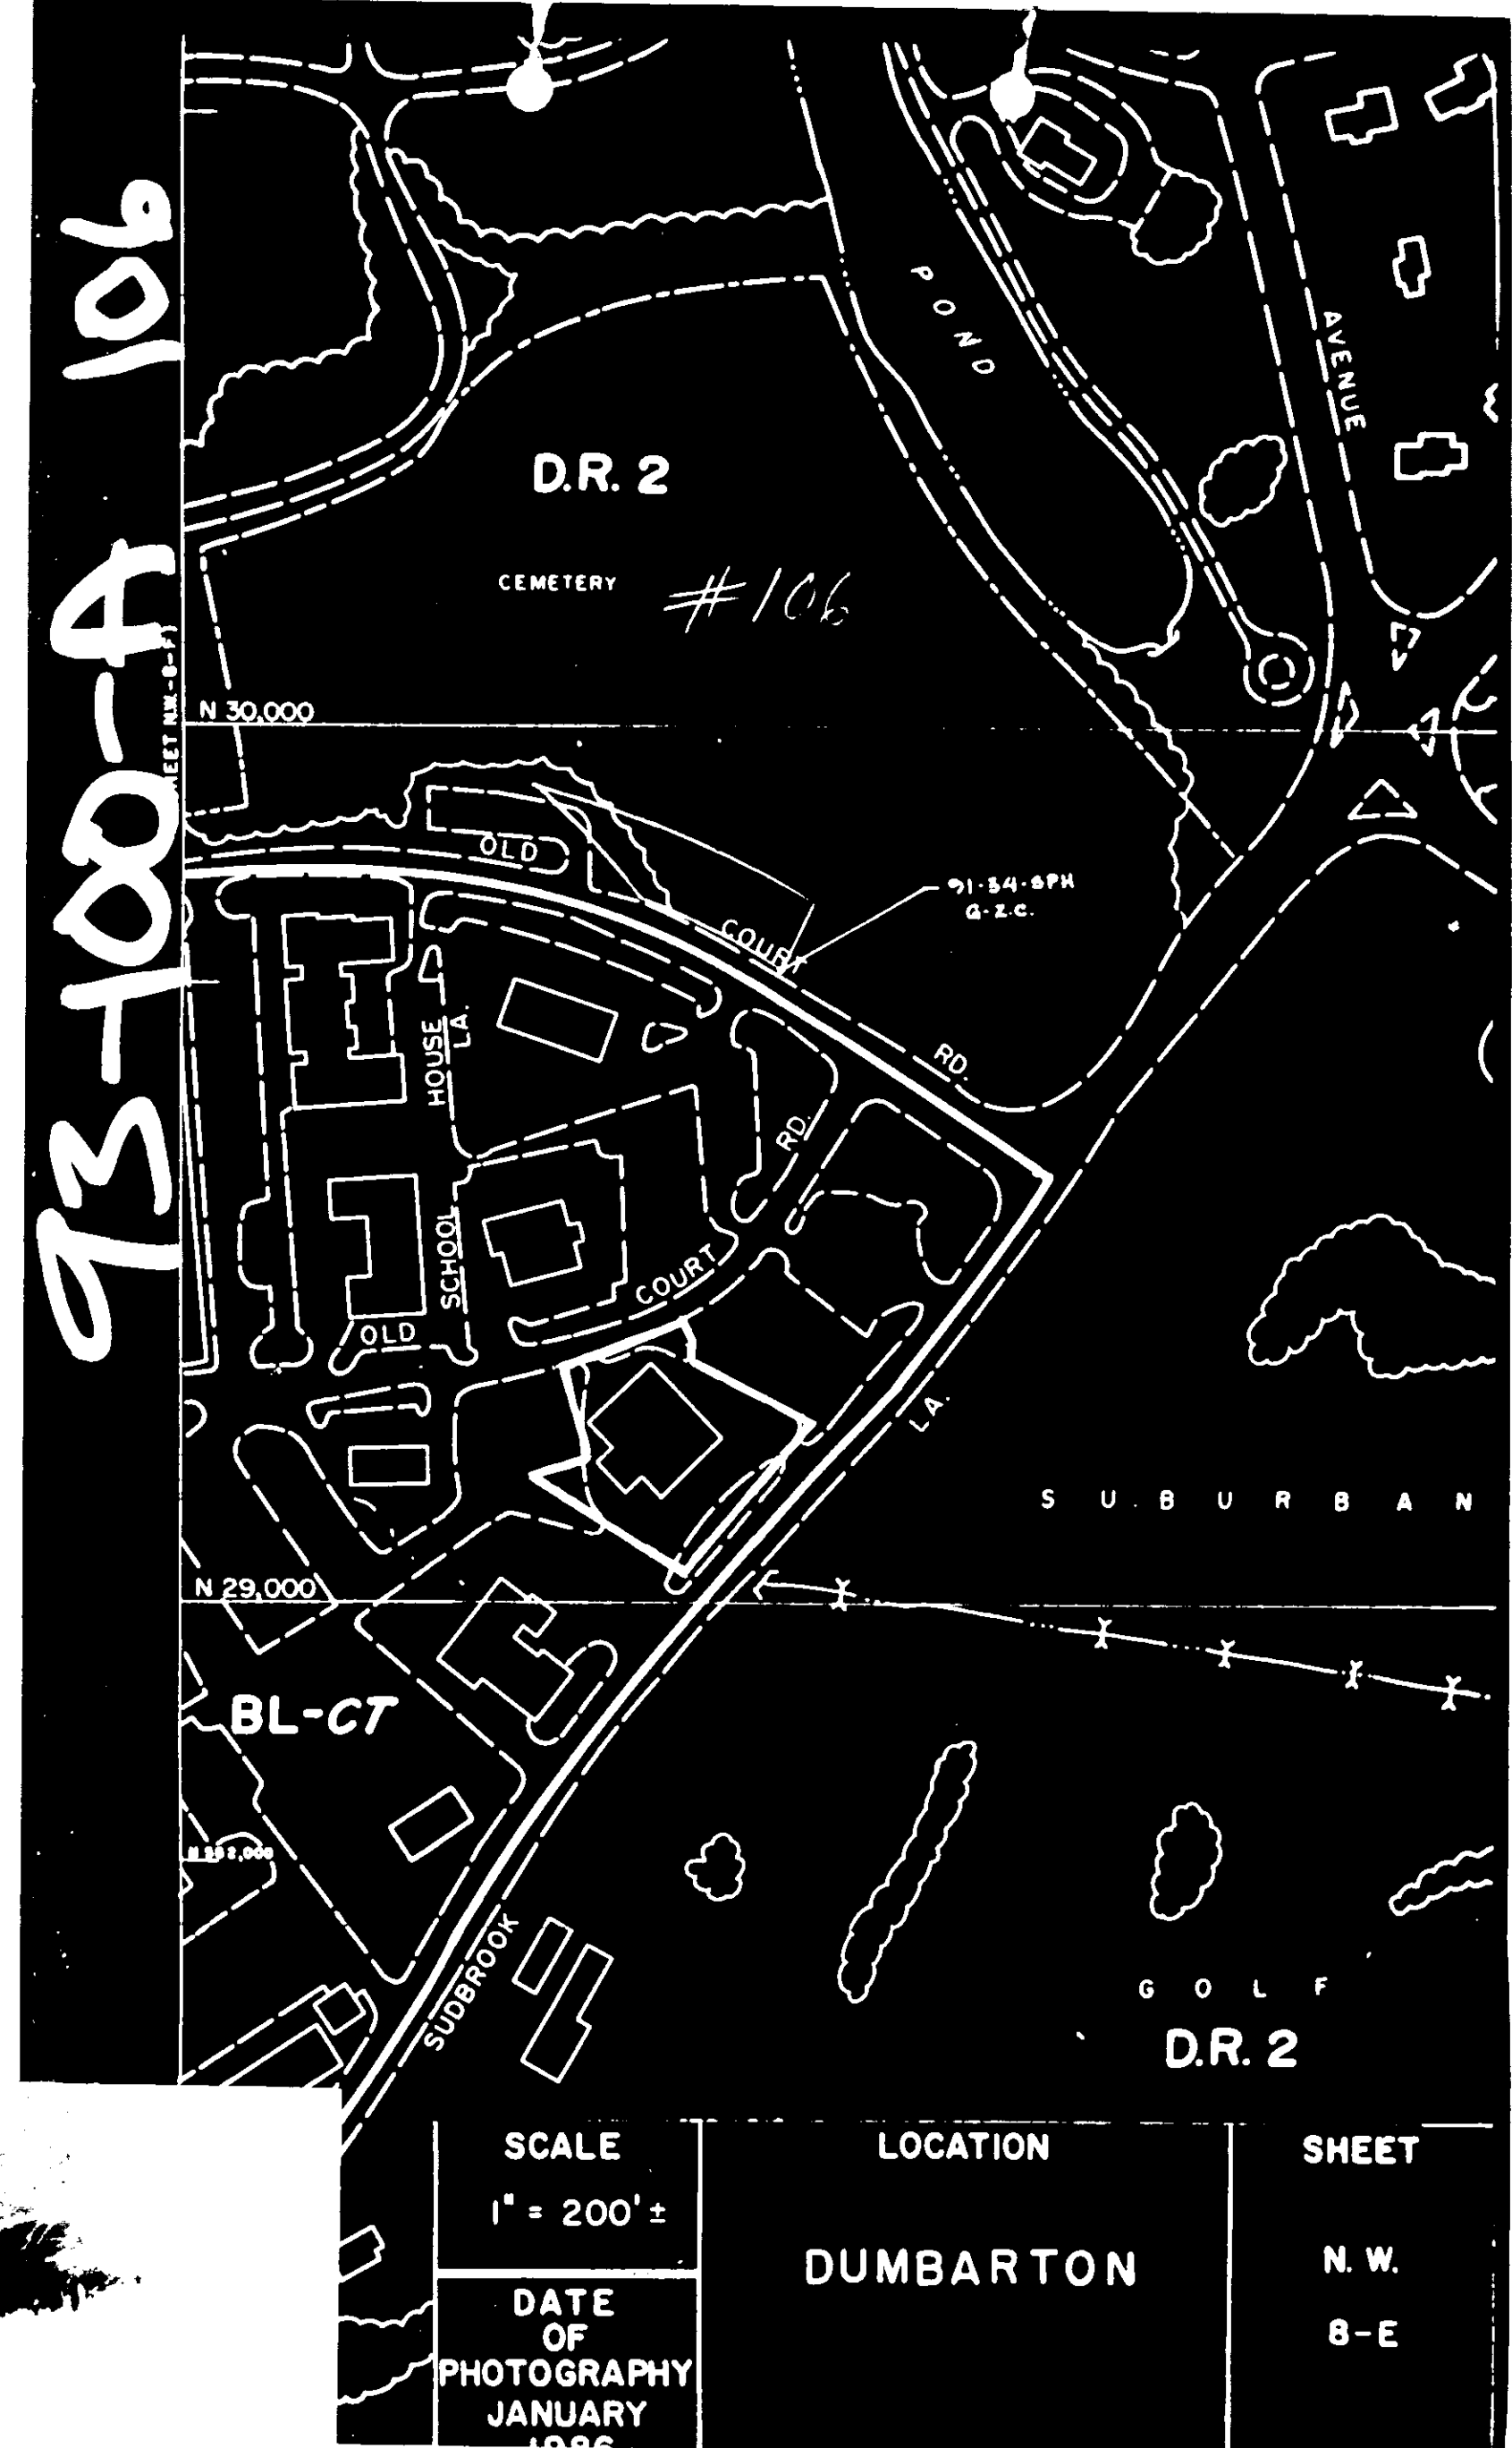 93-100-A 106
POND
AVENUE
D.R. 2
CEMETERY
#106
N 30,000
OLD
91-54-SPH
COURT
RD.
HOUSE
LA.
RD.
SCHOOL
COURT
OLD
LA.
SUBURBAN
N 29,000
BL-CT
SUDBROOK
GOLF
D.R. 2
SCALE
1" = 200' ±
LOCATION
DUMBARTON
SHEET
N. W.
8-E
DATE
OF
PHOTOGRAPHY
JANUARY
1986